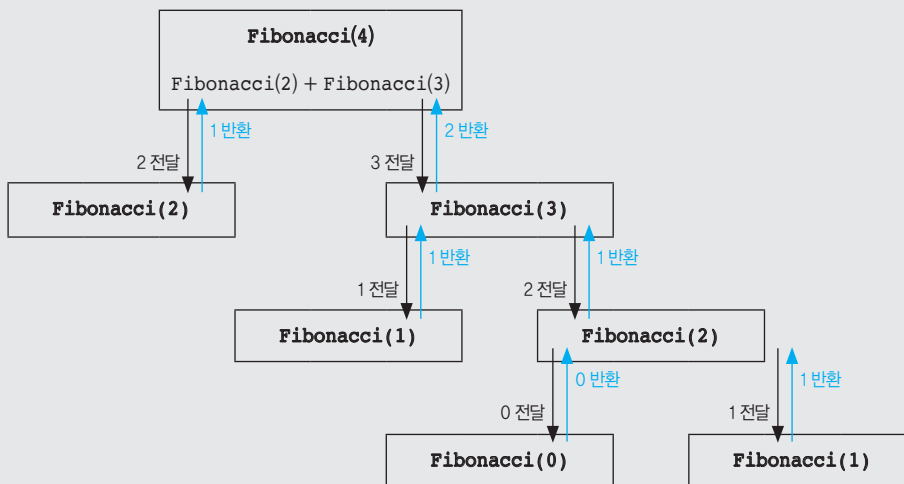 Fibonacci(4)
Fibonacci(2) + Fibonacci(3)
1 반환
2 반환
2 전달
3 전달
Fibonacci(2)
Fibonacci(3)
1 반환
1 반환
1 전달
2 전달
Fibonacci(1)
Fibonacci(2)
0 반환
1 반환
0 전달
1 전달
Fibonacci(0)
Fibonacci(1)